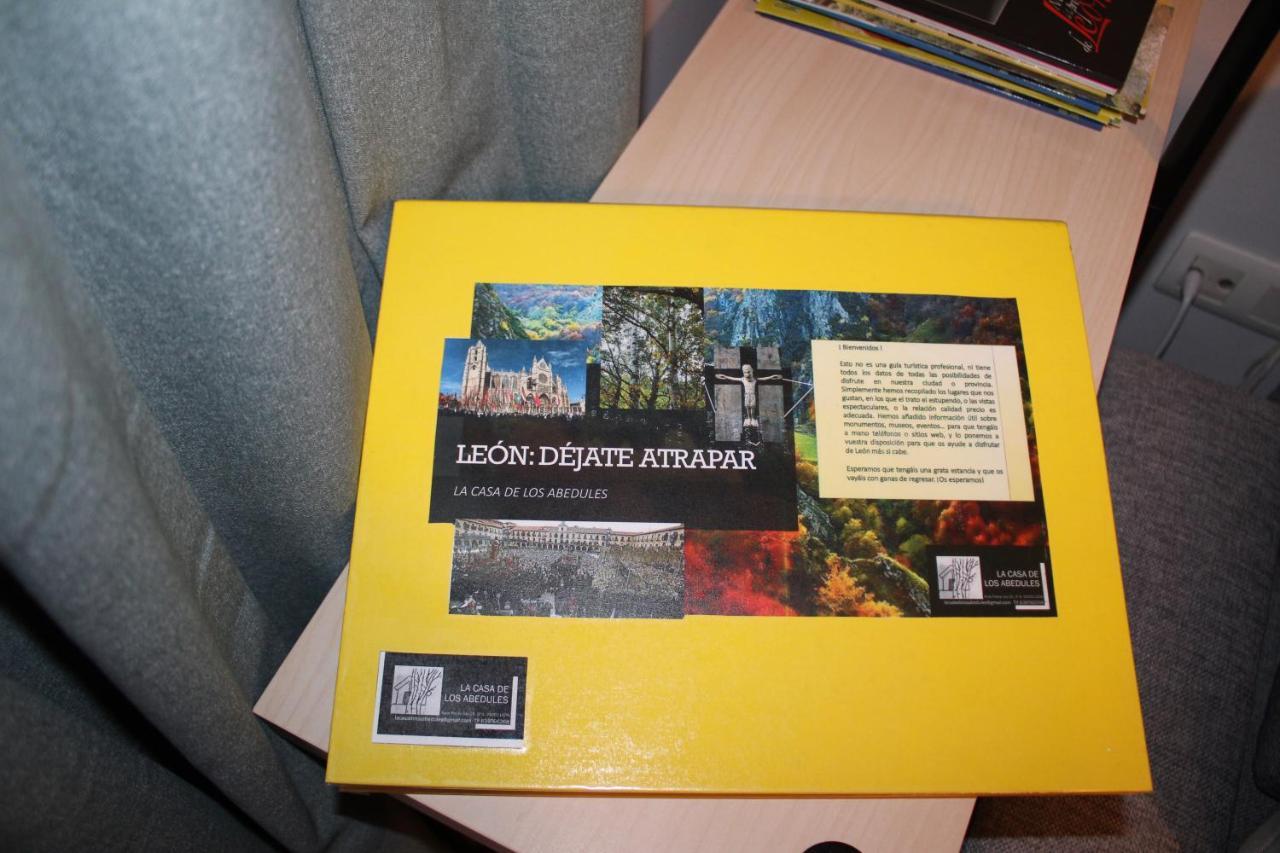 LEÓN: DÉJATE ATRAPAR
LA CASA DE LOS ABEDULES
¡ Bienvenidos !
Esto no es una guía turística profesional, ni tiene
todos los datos de todas las posibilidades de
disfrute en nuestra ciudad o provincia.
Simplemente hemos recopilado los lugares que nos
gustan, en los que el trato el estupendo, o las vistas
espectaculares, o la relación calidad precio es
adecuada. Hemos añadido información útil sobre
monumentos, museos, eventos... para que tengáis
a mano teléfonos o sitios web, y lo ponemos a
vuestra disposición para que os ayude a disfrutar
de León más si cabe.
Esperamos que tengáis una grata estancia y que os
vayáis con ganas de regresar. ¡Os esperamos!
LA CASA DE
LOS ABEDULES
LA CASA DE
LOS ABEDULES
de